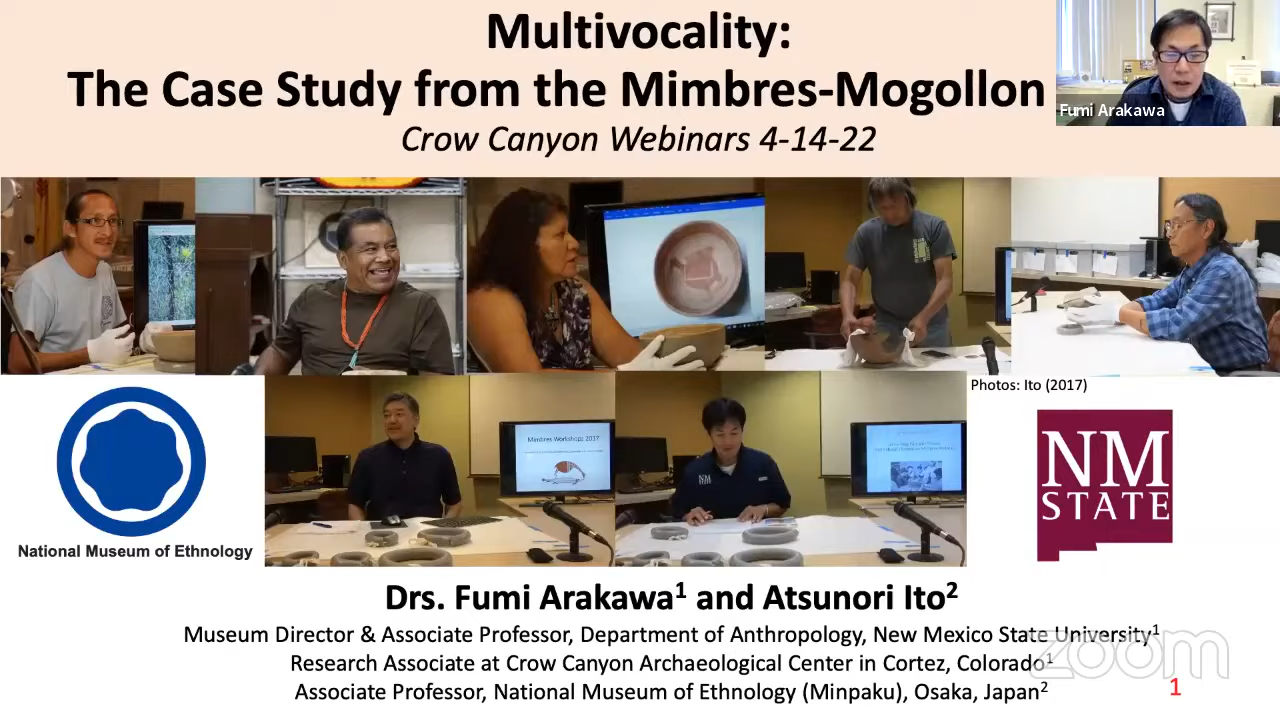 Multivocality:
The Case Study from the Mimbres-Mogollon
Crow Canyon Webinars 4-14-22
Fumi Arakawa
Photos: Ito (2017)
Mimbres Workshops 2017
NM
NM
STATE
National Museum of Ethnology
Drs. Fumi Arakawa¹ and Atsunori Ito²
Museum Director & Associate Professor, Department of Anthropology, New Mexico State University¹
Research Associate at Crow Canyon Archaeological Center in Cortez, Colorado¹
Associate Professor, National Museum of Ethnology (Minpaku), Osaka, Japan²
zoom
1